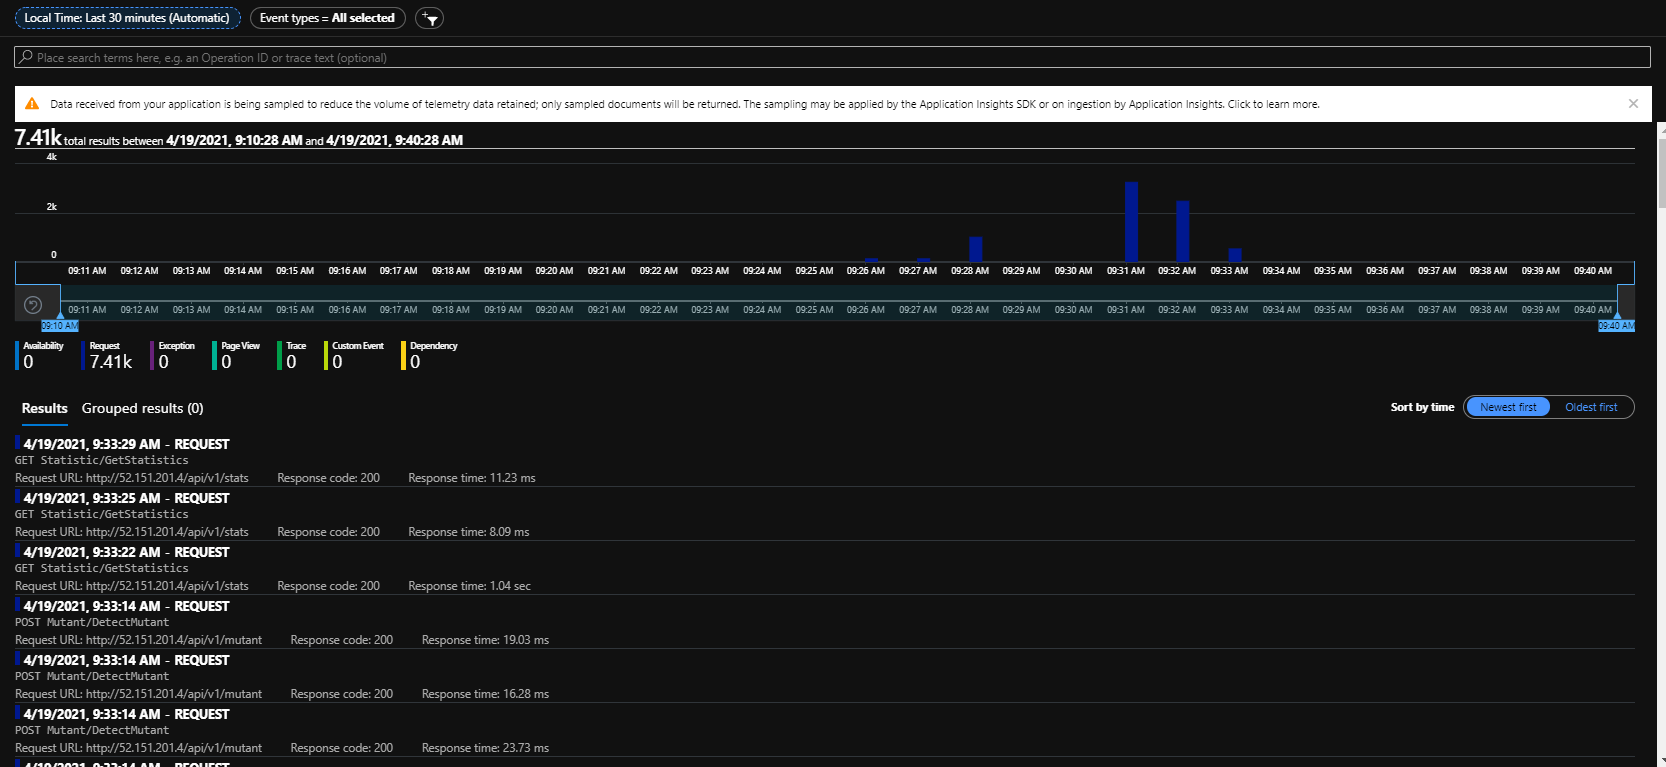 Local Time: Last 30 minutes (Automatic) Event types = All selected
Place search terms here, e.g. an Operation ID or trace text (optional)
Data received from your application is being sampled to reduce the volume of telemetry data retained; only sampled documents will be returned. The sampling may be applied by the Application Insights SDK or on ingestion by Application Insights. Click to learn more.
7.41k total results between 4/19/2021, 9:10:28 AM and 4/19/2021, 9:40:28 AM
4k
2k
0
09:11 AM 09:12 AM 09:13 AM 09:14 AM 09:15 AM 09:16 AM 09:17 AM 09:18 AM 09:19 AM 09:20 AM 09:21 AM 09:22 AM 09:23 AM 09:24 AM 09:25 AM 09:26 AM 09:27 AM 09:28 AM 09:29 AM 09:30 AM 09:31 AM 09:32 AM 09:33 AM 09:34 AM 09:35 AM 09:36 AM 09:37 AM 09:38 AM 09:39 AM 09:40 AM
09:11 AM 09:12 AM 09:13 AM 09:14 AM 09:15 AM 09:16 AM 09:17 AM 09:18 AM 09:19 AM 09:20 AM 09:21 AM 09:22 AM 09:23 AM 09:24 AM 09:25 AM 09:26 AM 09:27 AM 09:28 AM 09:29 AM 09:30 AM 09:31 AM 09:32 AM 09:33 AM 09:34 AM 09:35 AM 09:36 AM 09:37 AM 09:38 AM 09:39 AM 09:40 AM
09:10 AM 09:40 AM
Availability Request Exception Page View Trace Custom Event Dependency
0 7.41k 0 0 0 0 0
Results Grouped results (0) Sort by time Newest first Oldest first
4/19/2021, 9:33:29 AM - REQUEST
GET Statistic/GetStatistics
Request URL: http://52.151.201.4/api/v1/stats Response code: 200 Response time: 11.23 ms
4/19/2021, 9:33:25 AM - REQUEST
GET Statistic/GetStatistics
Request URL: http://52.151.201.4/api/v1/stats Response code: 200 Response time: 8.09 ms
4/19/2021, 9:33:22 AM - REQUEST
GET Statistic/GetStatistics
Request URL: http://52.151.201.4/api/v1/stats Response code: 200 Response time: 1.04 sec
4/19/2021, 9:33:14 AM - REQUEST
POST Mutant/DetectMutant
Request URL: http://52.151.201.4/api/v1/mutant Response code: 200 Response time: 19.03 ms
4/19/2021, 9:33:14 AM - REQUEST
POST Mutant/DetectMutant
Request URL: http://52.151.201.4/api/v1/mutant Response code: 200 Response time: 16.28 ms
4/19/2021, 9:33:14 AM - REQUEST
POST Mutant/DetectMutant
Request URL: http://52.151.201.4/api/v1/mutant Response code: 200 Response time: 23.73 ms
4/19/2021, 9:33:14 AM - REQUEST